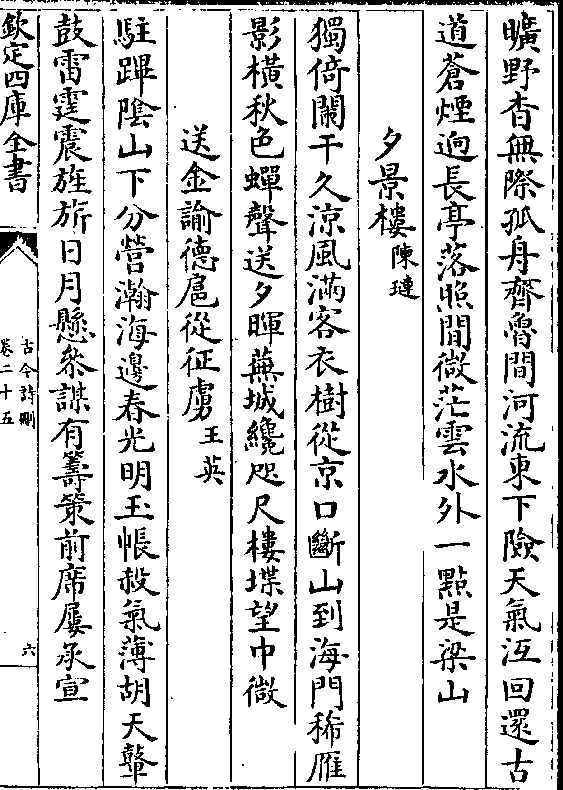 曠野杳無際孤舟齊魯間河流東下險天氣沍回還古
道蒼煙逈長亭落照間微茫雲水外一點是梁山
夕景樓陳璉
獨倚闌干久涼風滿客衣樹從京口斷山到海門稀雁
影橫秋色蟬聲送夕暉蕪城纔咫尺樓堞望中微
送金諭德扈從征虜王英
駐蹕陰山下分營瀚海邊春光明玉帳殺氣薄胡天鼙
鼓雷霆震旌旂日月懸叅謀有籌策前席屢承宣
欽定四庫全書
古今詩刪
卷二十五
六